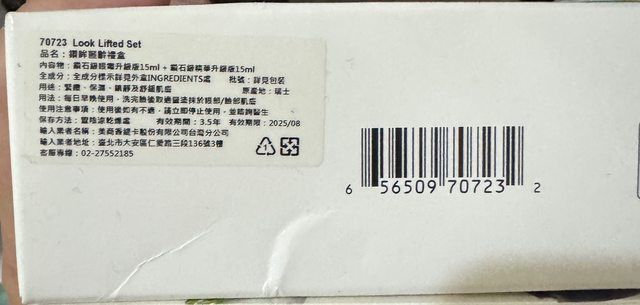 70723 Look Lifted Set
品名：鑽眸逆齡禮盒
內容物：鑽石級眼霜升級版15ml + 鑽石級精華升級版15ml
全成分：全成分標示詳見外盒INGREDIENTS處 批號：詳見包裝
用途：緊緻、保濕、鎮靜及舒緩肌膚 原產地：瑞士
用法：每日早晚使用，洗完臉後取適量塗抹於眼部/臉部肌膚
使用注意事項：使用後如有不適，請立即停止使用，並諮詢醫生
保存方法：置陰涼乾燥處 有效期間：3.5年 有效期限：2025/08
輸入業者名稱：美商香緹卡股份有限公司台灣分公司
輸入業者地址：臺北市大安區仁愛路三段136號3樓
客服專線：02-27552185
6 56509 70723 2